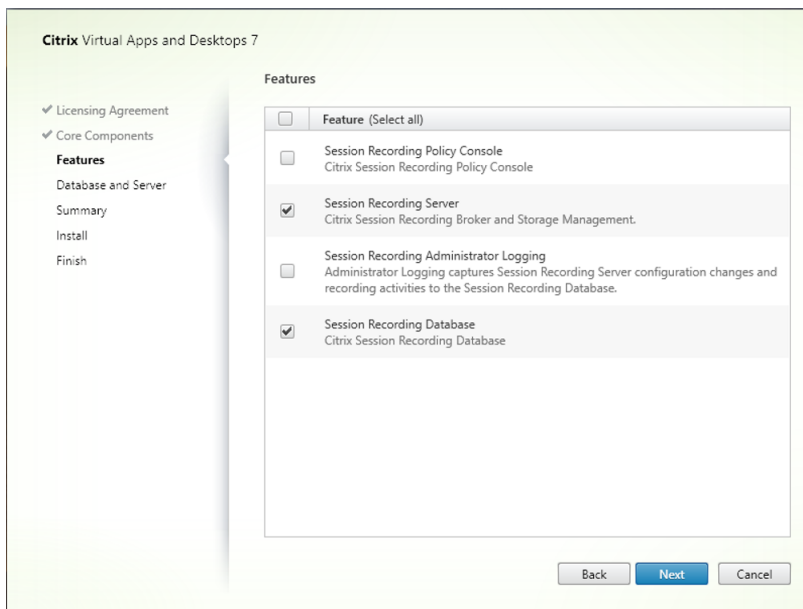 Citrix Virtual Apps and Desktops 7
Features
Licensing Agreement
Core Components
Features
Database and Server
Summary
Install
Finish
Feature (Select all)
Session Recording Policy Console
Citrix Session Recording Policy Console
Session Recording Server
Citrix Session Recording Broker and Storage Management.
Session Recording Administrator Logging
Administrator Logging captures Session Recording Server configuration changes and
recording activities to the Session Recording Database.
Session Recording Database
Citrix Session Recording Database
Back
Next
Cancel